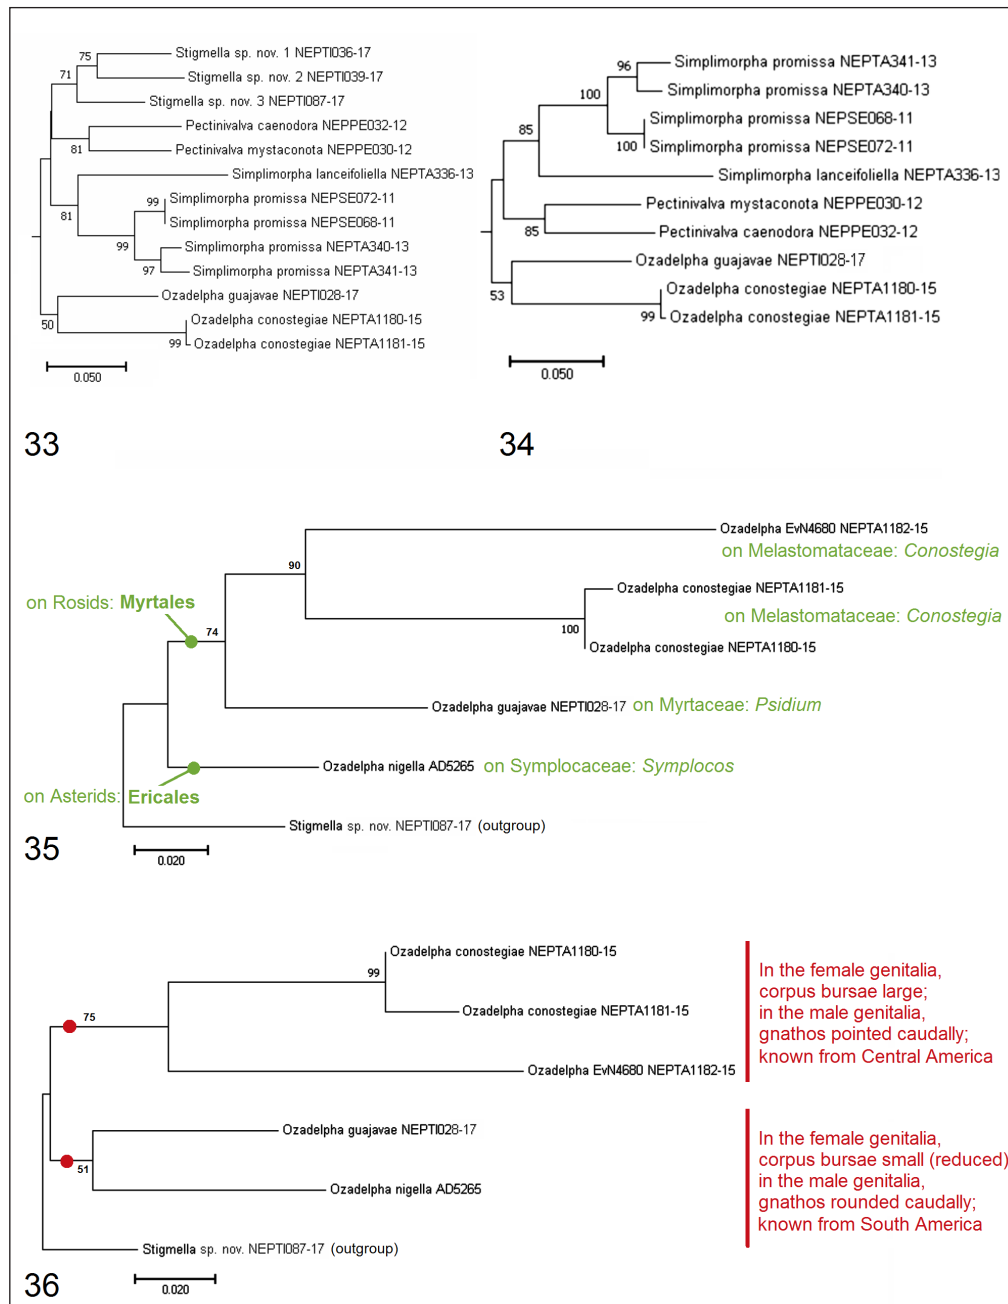 75
Stigmella sp. nov. 1 NEPTI036-17
71
Stigmella sp. nov. 2 NEPTI039-17
Stigmella sp. nov. 3 NEPTI087-17
Pectinivalva caenodora NEPPE032-12
81
Pectinivalva mystaconota NEPPE030-12
Simplimorpha lanceifoliella NEPTA336-13
81
99
Simplimorpha promissa NEPSE072-11
Simplimorpha promissa NEPSE068-11
99
Simplimorpha promissa NEPTA340-13
97
Simplimorpha promissa NEPTA341-13
Ozadelpha guajavae NEPTI028-17
50
Ozadelpha conostegiae NEPTA1180-15
99
Ozadelpha conostegiae NEPTA1181-15
0.050
33
96
Simplimorpha promissa NEPTA341-13
100
Simplimorpha promissa NEPTA340-13
Simplimorpha promissa NEPSE068-11
100
Simplimorpha promissa NEPSE072-11
85
Simplimorpha lanceifoliella NEPTA336-13
Pectinivalva mystaconota NEPPE030-12
85
Pectinivalva caenodora NEPPE032-12
Ozadelpha guajavae NEPTI028-17
53
Ozadelpha conostegiae NEPTA1180-15
99
Ozadelpha conostegiae NEPTA1181-15
0.050
34
Ozadelpha EvN4680 NEPTA1182-15
on Melastomataceae: Conostegia
90
Ozadelpha conostegiae NEPTA1181-15
on Melastomataceae: Conostegia
100
Ozadelpha conostegiae NEPTA1180-15
on Rosids: Myrtales
74
Ozadelpha guajavae NEPTI028-17 on Myrtaceae: Psidium
Ozadelpha nigella AD5265 on Symplocaceae: Symplocos
on Asterids: Ericales
Stigmella sp. nov. NEPTI087-17 (outgroup)
0.020
35
Ozadelpha conostegiae NEPTA1180-15
99
Ozadelpha conostegiae NEPTA1181-15
75
Ozadelpha EvN4680 NEPTA1182-15
In the female genitalia,
corpus bursae large;
in the male genitalia,
gnathos pointed caudally;
known from Central America
Ozadelpha guajavae NEPTI028-17
51
Ozadelpha nigella AD5265
In the female genitalia,
corpus bursae small (reduced)
in the male genitalia,
gnathos rounded caudally;
known from South America
Stigmella sp. nov. NEPTI087-17 (outgroup)
0.020
36